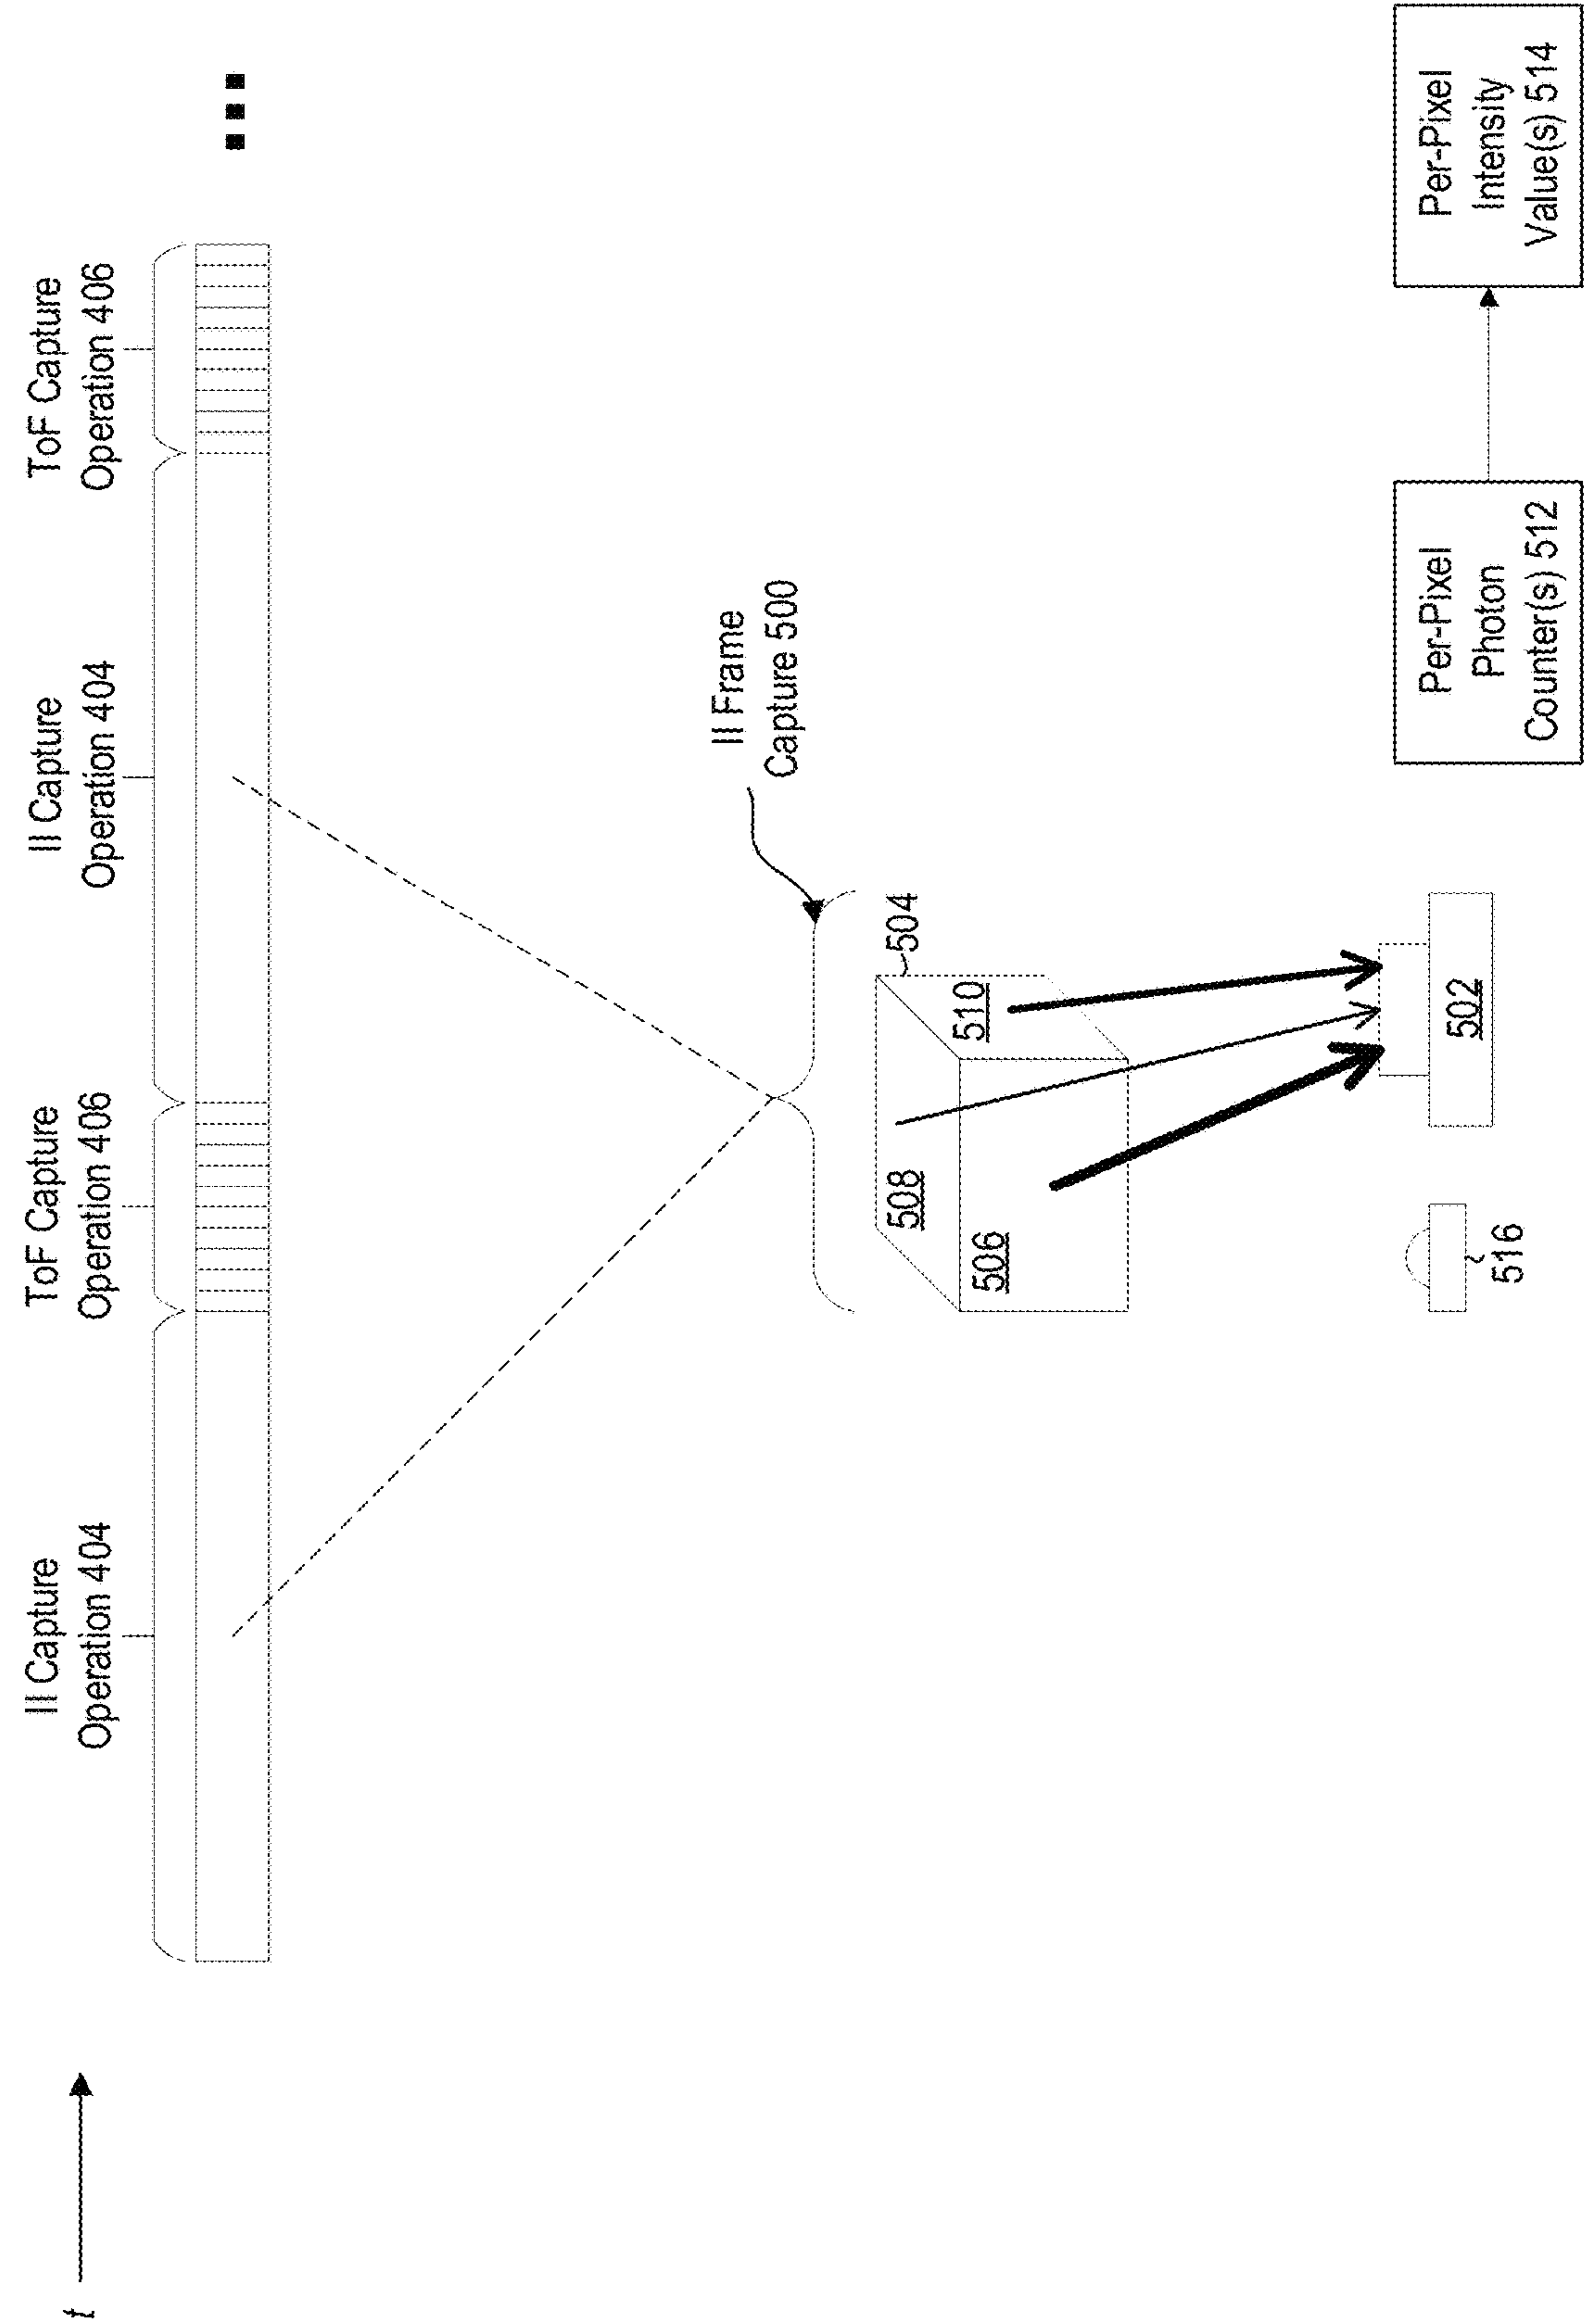 t
II Capture
Operation 404
ToF Capture
Operation 406
II Capture
Operation 404
ToF Capture
Operation 406
II Frame
Capture 500
504
508
510
506
502
516
Per-Pixel
Photon
Counter(s) 512
Per-Pixel
Intensity
Value(s) 514